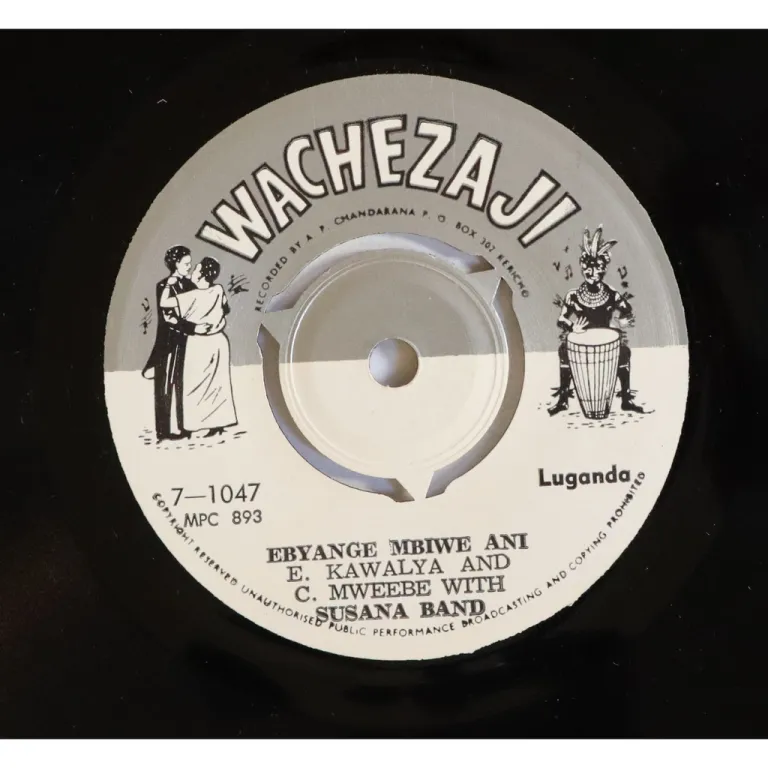 WACHEZAJI
RECORDED BY A. P. CHANDARANA P. O. BOX 202 KERICHO
7—1047
MPC 893
Luganda
EBYANGE MBIWE ANI
E. KAWALYA AND
C. MWEEBE WITH
SUSANA BAND
COPYRIGHT RESERVED UNAUTHORISED PUBLIC PERFORMANCE BROADCASTING AND COPYING PROHIBITED